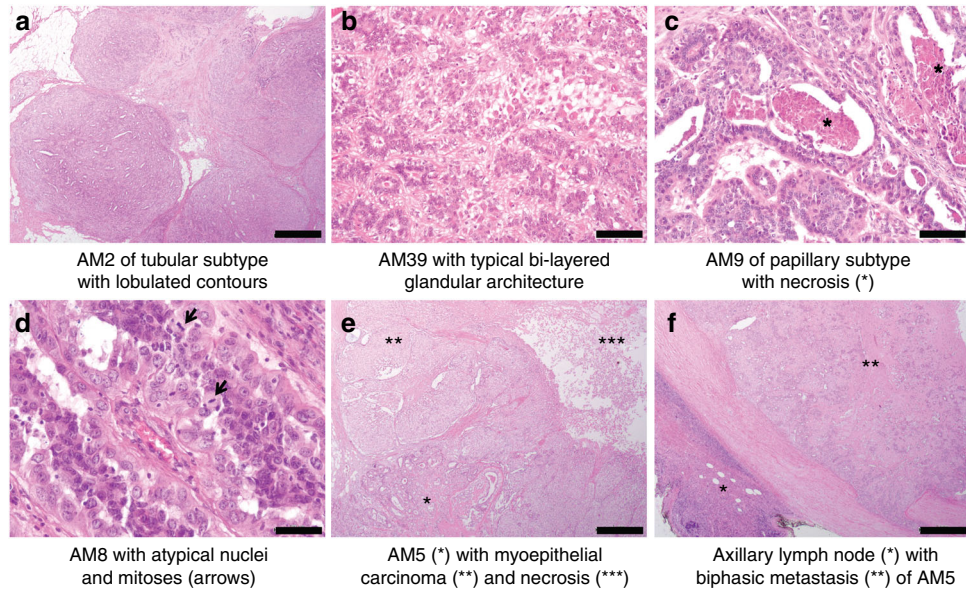 a
b
c
*
*
AM2 of tubular subtype
with lobulated contours
AM39 with typical bi-layered
glandular architecture
AM9 of papillary subtype
with necrosis (*)
d
e
**
***
*
f
**
*
AM8 with atypical nuclei
and mitoses (arrows)
AM5 (*) with myoepithelial
carcinoma (**) and necrosis (***)
Axillary lymph node (*) with
biphasic metastasis (**) of AM5